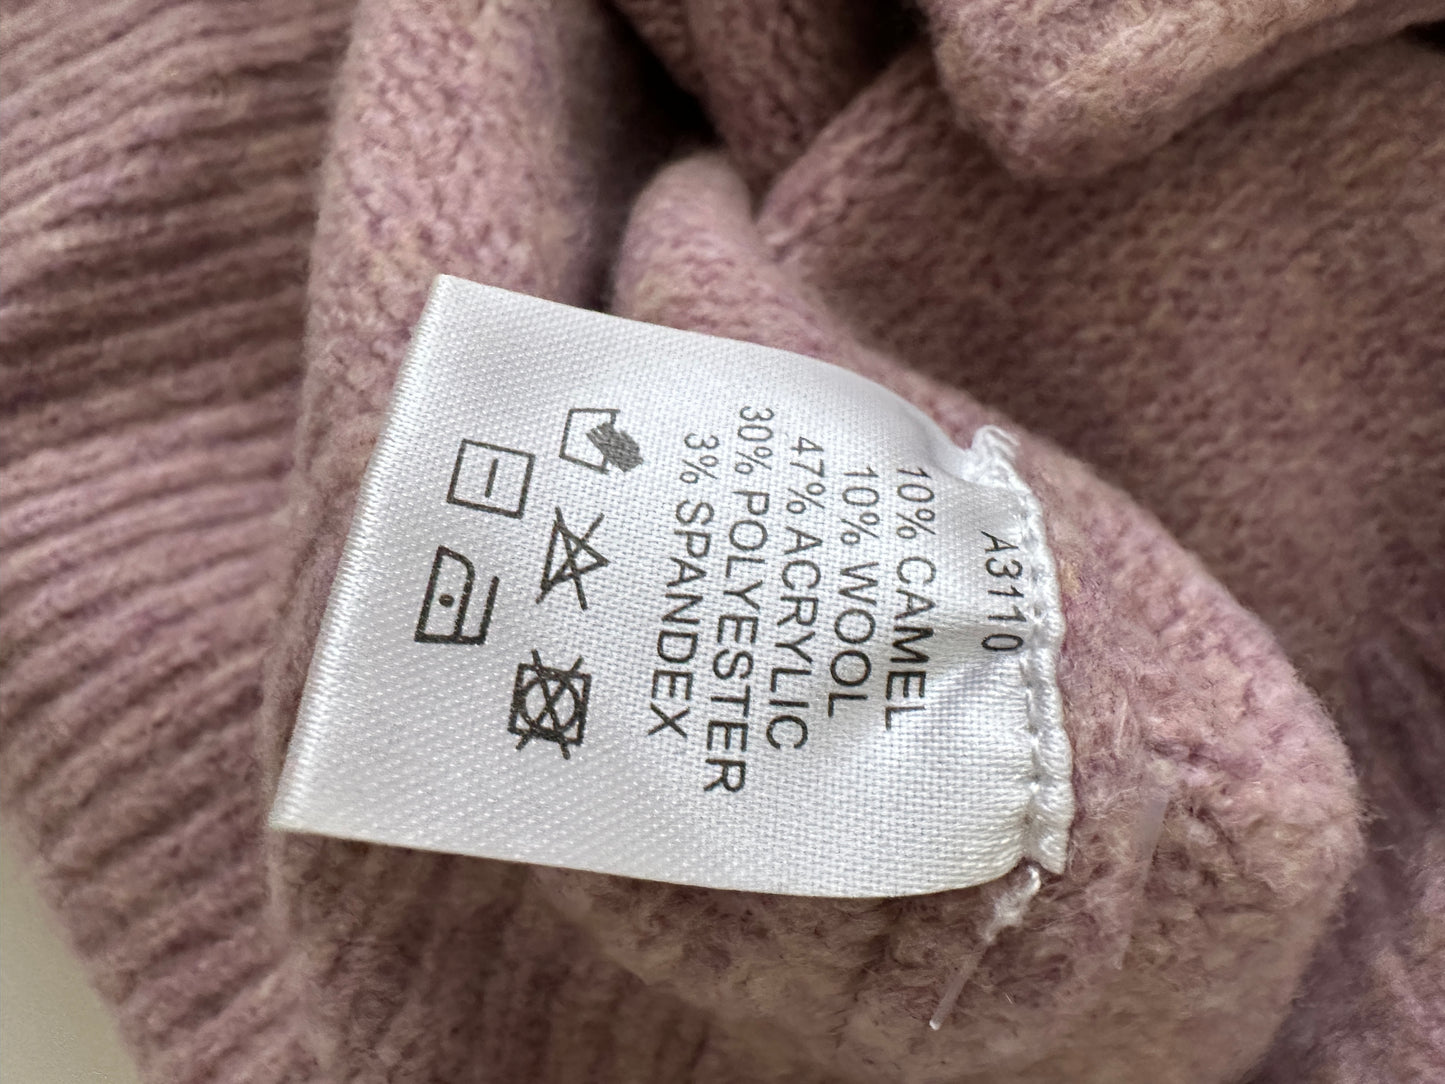 A3110
10% CAMEL
10% WOOL
47% ACRYLIC
30% POLYESTER
3% SPANDEX